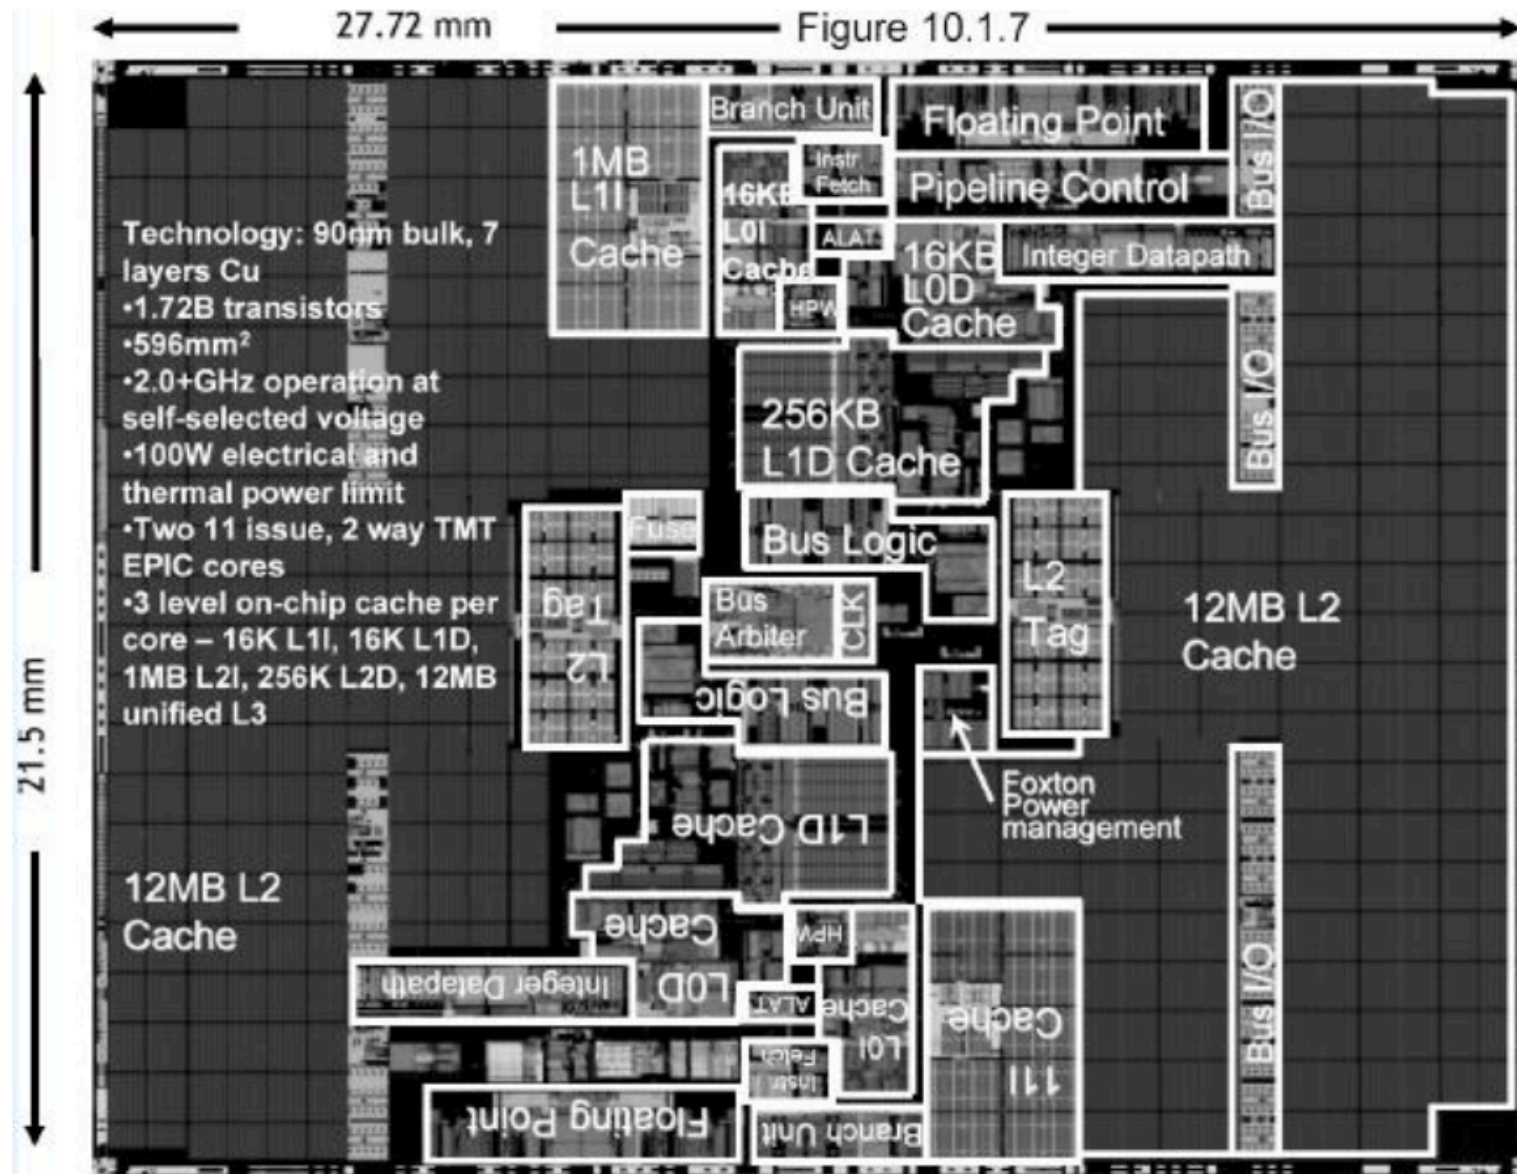 27.72 mm
Figure 10.1.7
21.5 mm
Technology: 90nm bulk, 7
layers Cu
•1.72B transistors
•596mm²
•2.0+GHz operation at
self-selected voltage
•100W electrical and
thermal power limit
•Two 11 issue, 2 way TMT
EPIC cores
•3 level on-chip cache per
core – 16K L1I, 16K L1D,
1MB L2I, 256K L2D, 12MB
unified L3
12MB L2
Cache
1MB
L1I
Cache
Branch Unit
Floating Point
Bus I/O
16KB
L0I
Cache
Instr
Fetch
Pipeline Control
ALAT
HPW
16KB
L0D
Cache
Integer Datapath
256KB
L1D Cache
Bus I/O
Fuse
Bus Logic
L2
Tag
L2
Tag
Bus
Arbiter
CLK
12MB L2
Cache
Bus Logic
Foxton
Power
management
L1D Cache
L0D
Cache
HPW
Integer Datapath
ALAT
L0I
Cache
L1I
Cache
Bus I/O
Instr
Fetch
Floating Point
Branch Unit